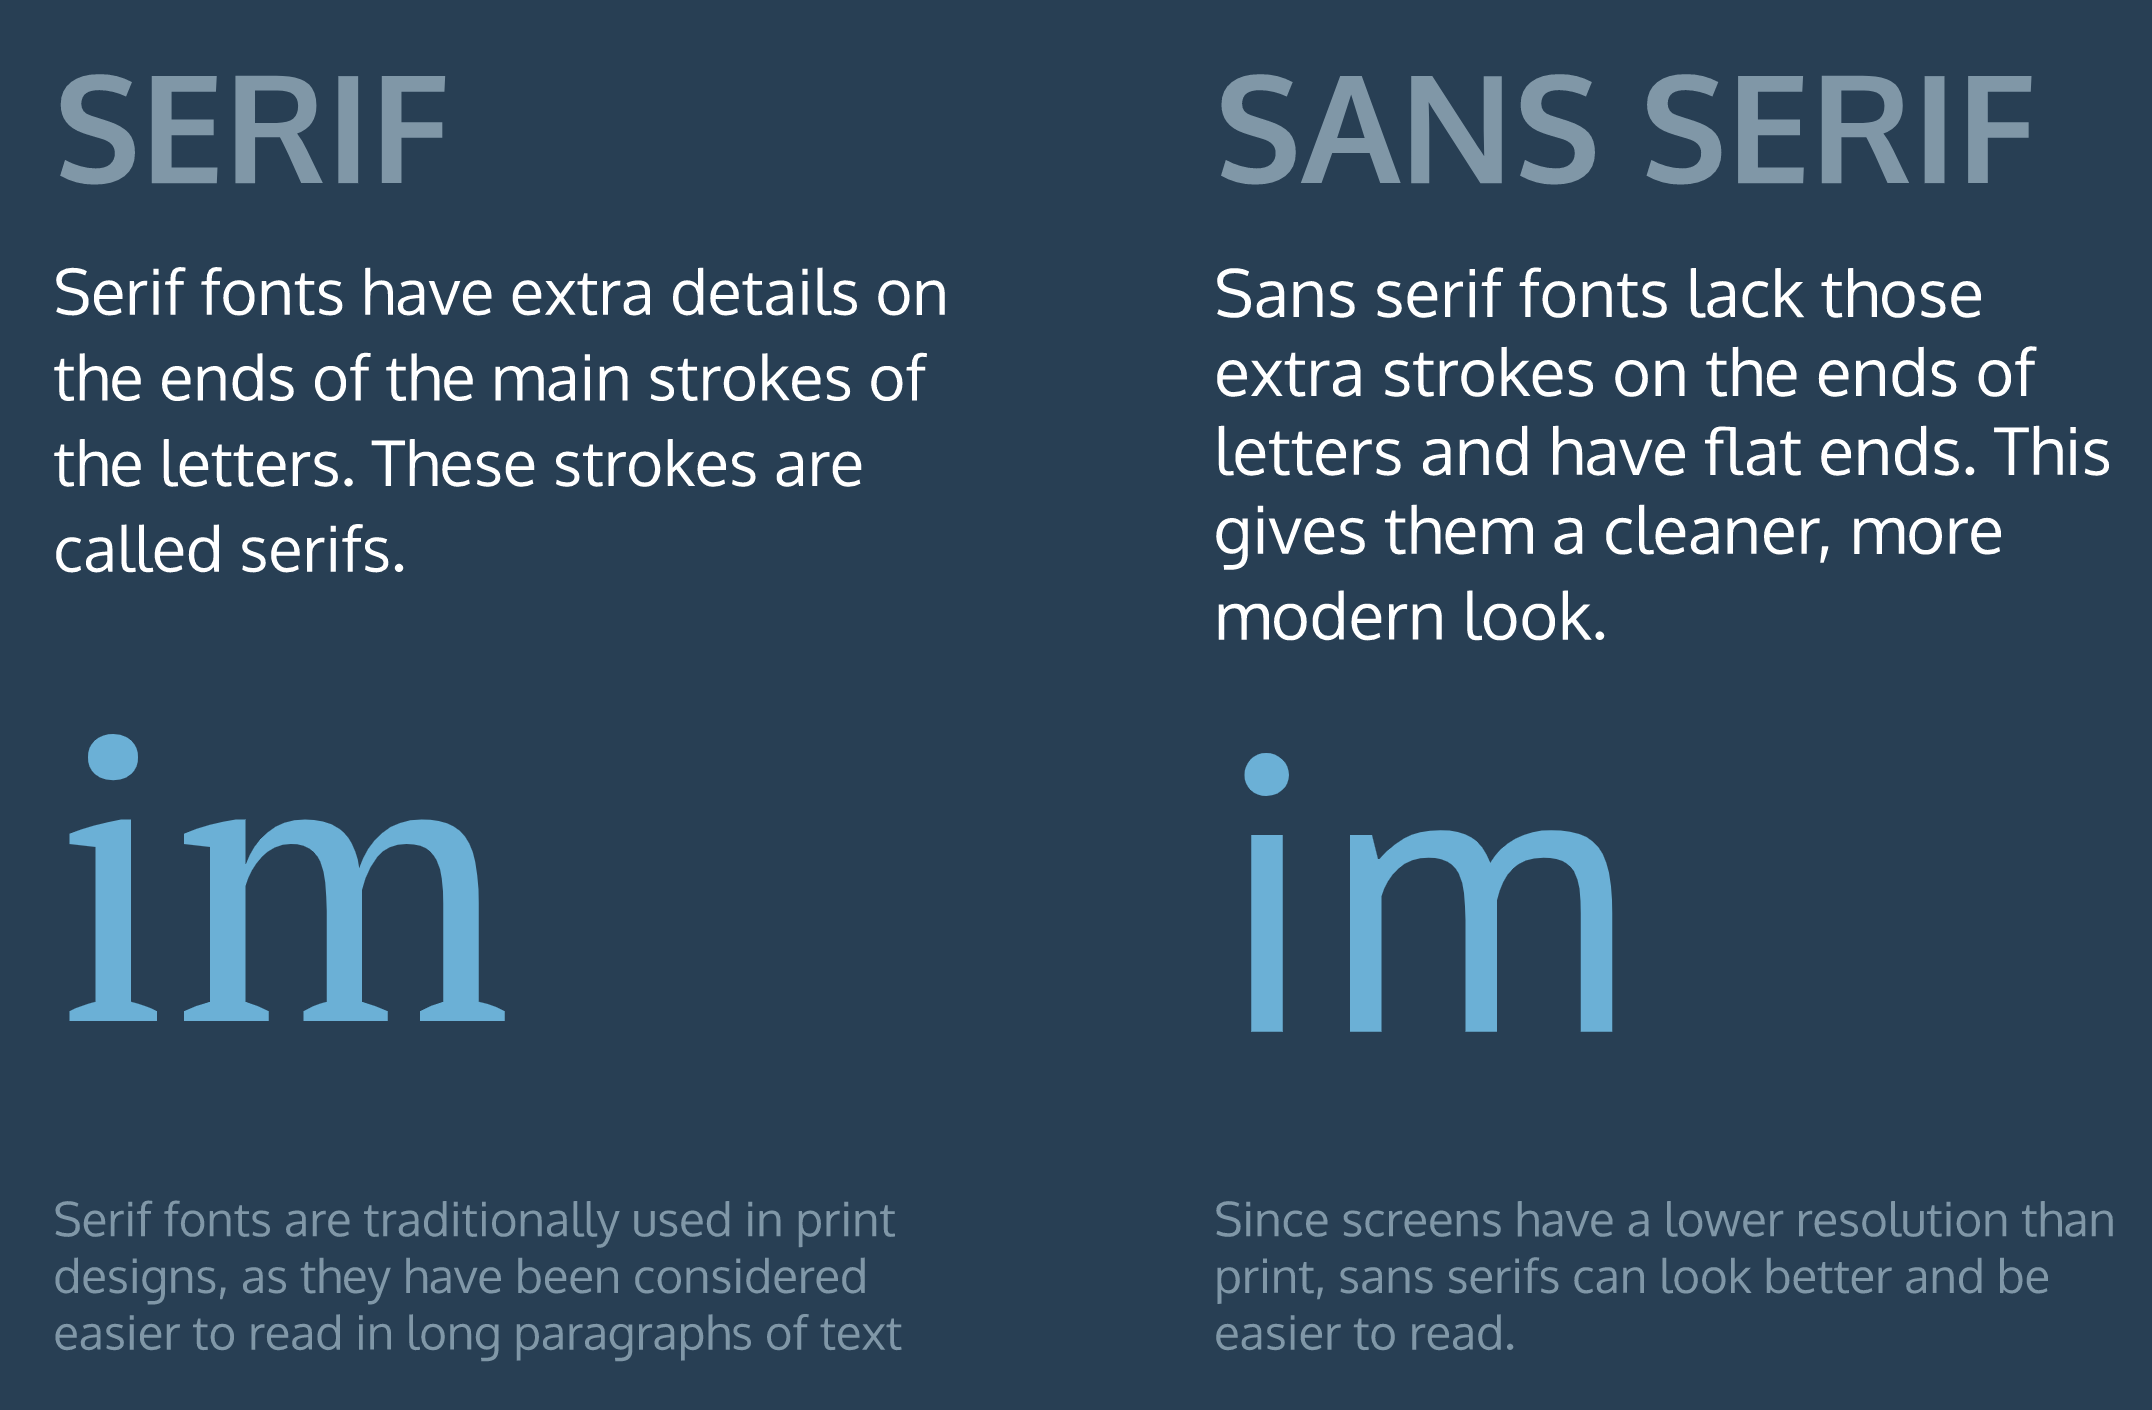 SERIF
Serif fonts have extra details on
the ends of the main strokes of
the letters. These strokes are
called serifs.
im
Serif fonts are traditionally used in print
designs, as they have been considered
easier to read in long paragraphs of text
SANS SERIF
Sans serif fonts lack those
extra strokes on the ends of
letters and have flat ends. This
gives them a cleaner, more
modern look.
im
Since screens have a lower resolution than
print, sans serifs can look better and be
easier to read.